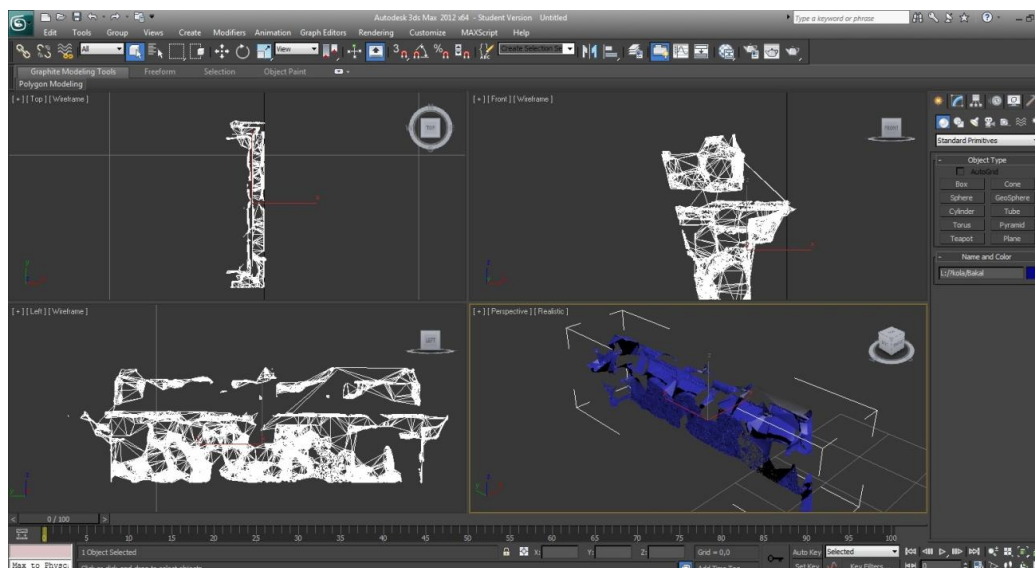 Autodesk 3ds Max 2012 x64 - Student Version Untitled
Type a keyword or phrase
Edit Tools Group Views Create Modifiers Animation Graph Editors Rendering Customize MAXScript Help
All
View
3
Create Selection Se
Graphite Modeling Tools Freeform Selection Object Paint
Polygon Modeling
[ + ] [ Top ] [ Wireframe ]
TOP
[ + ] [ Front ] [ Wireframe ]
FRONT
Standard Primitives
- Object Type
AutoGrid
Box Cone
Sphere GeoSphere
Cylinder Tube
Torus Pyramid
Teapot Plane
- Name and Color
[ + ] [ Left ] [ Wireframe ]
LEFT
[ + ] [ Perspective ] [ Realistic ]
< 0 / 100 >
0 5 10 15 20 25 30 35 40 45 50 55 60 65 70 75 80 85 90 95 100
1 Object Selected
X: Y: Z: Grid = 0,0
Auto Key Selected
Max to Physc
Click or click-and-drag to select objects
Add Time Tag
Set Key Key Filters... 0